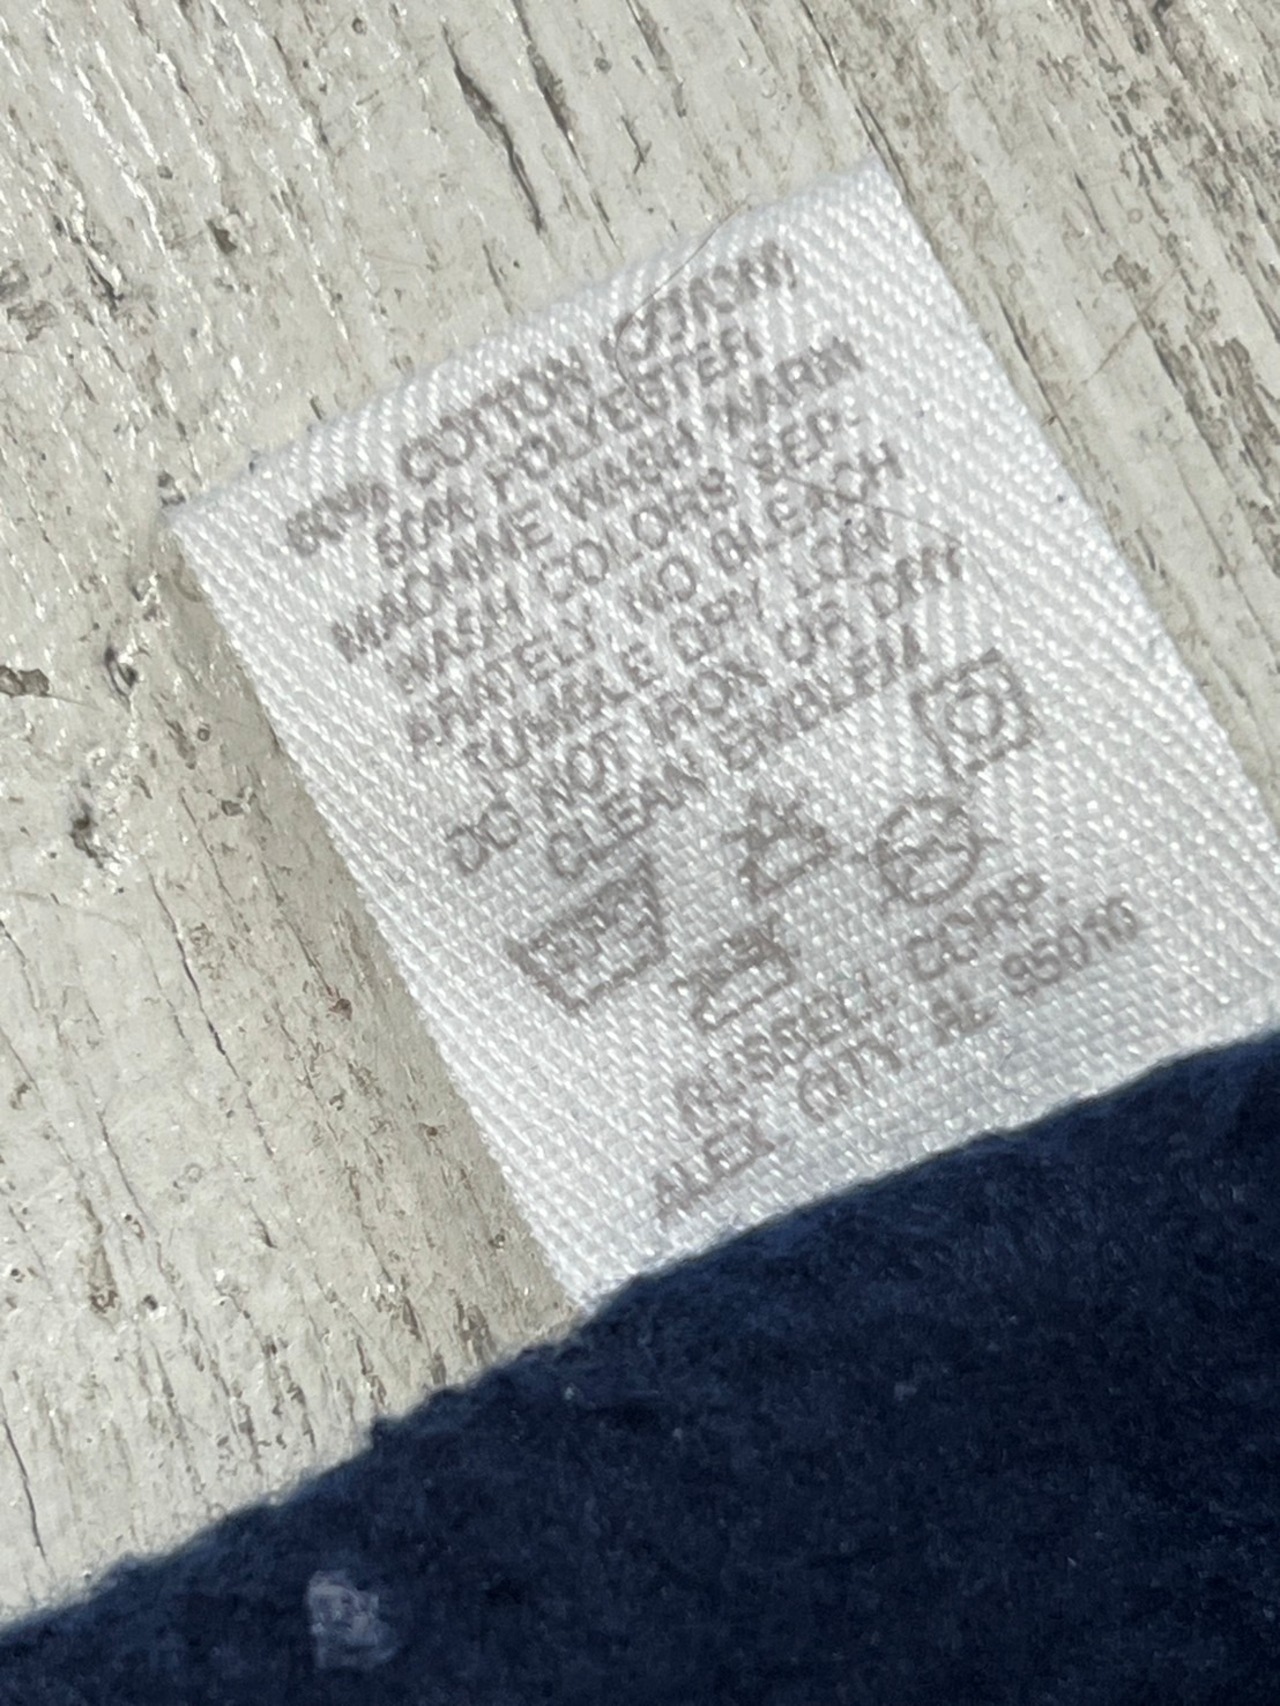 50% COTTON (COTON)
50% POLYESTER
MACHINE WASH WARM
WASH COLORS SEP-
ARATELY NO BLEACH
TUMBLE DRY LOW
DO NOT IRON OR DRY
CLEAN EMBLEM
RUSSELL CORP
ALEX CITY, AL 35010